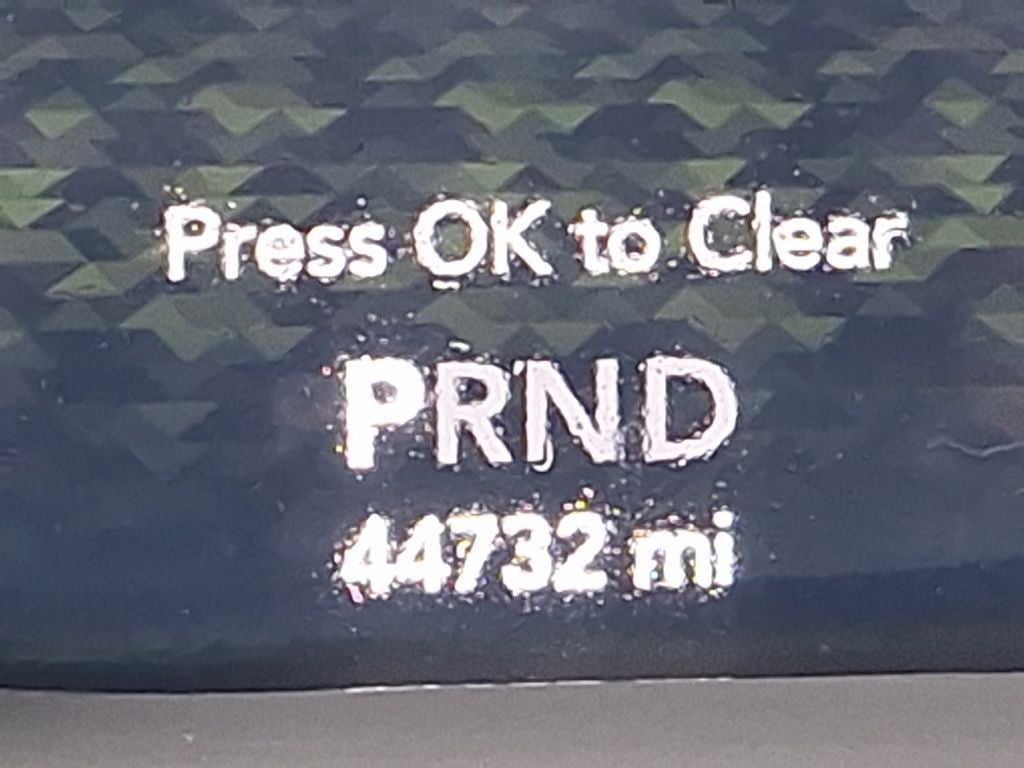 Press OK to Clear
PRND
44732 mi